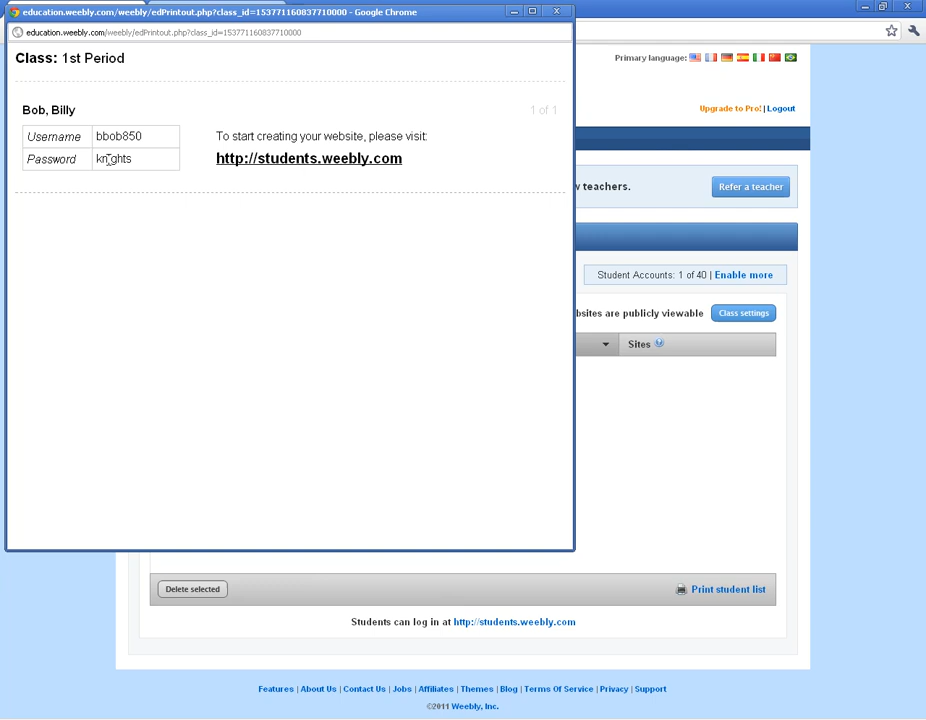 education.weebly.com/weebly/edPrintout.php?class_id=153771160837710000 - Google Chrome
education.weebly.com/weebly/edPrintout.php?class_id=153771160837710000
Class: 1st Period
Primary language:
Bob, Billy
1 of 1
Upgrade to Pro! | Logout
Username bbob850
To start creating your website, please visit:
Password knights
http://students.weebly.com
w teachers.
Refer a teacher
Student Accounts: 1 of 40 | Enable more
bsites are publicly viewable
Class settings
Sites
Delete selected
Print student list
Students can log in at http://students.weebly.com
Features | About Us | Contact Us | Jobs | Affiliates | Themes | Blog | Terms Of Service | Privacy | Support
©2011 Weebly, Inc.